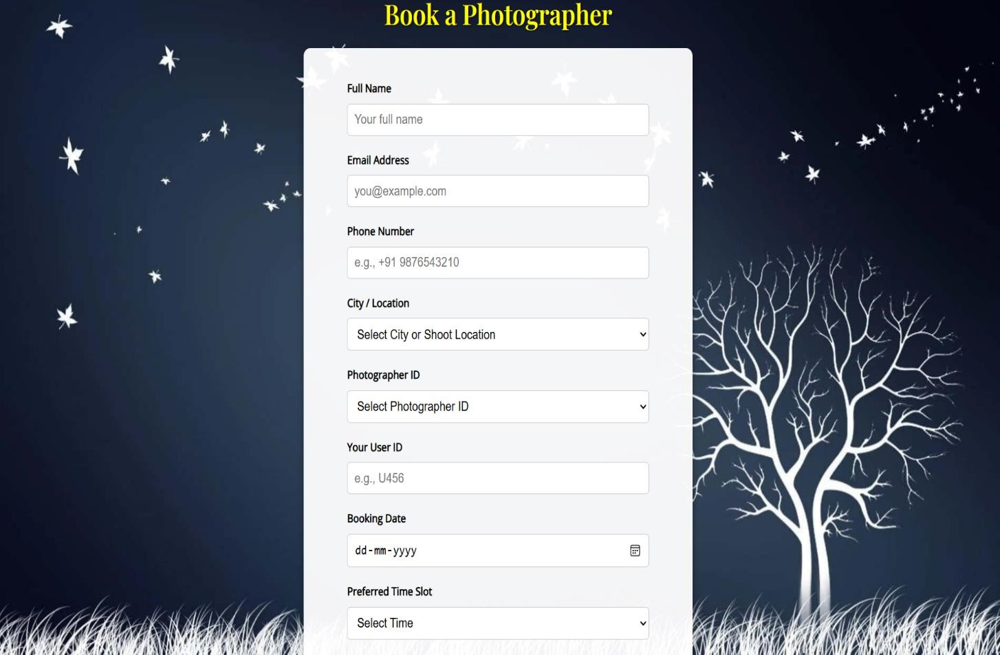 Book a Photographer
Full Name
Your full name
Email Address
you@example.com
Phone Number
e.g., +91 9876543210
City / Location
Select City or Shoot Location
Photographer ID
Select Photographer ID
Your User ID
e.g., U456
Booking Date
dd-mm-yyyy
Preferred Time Slot
Select Time